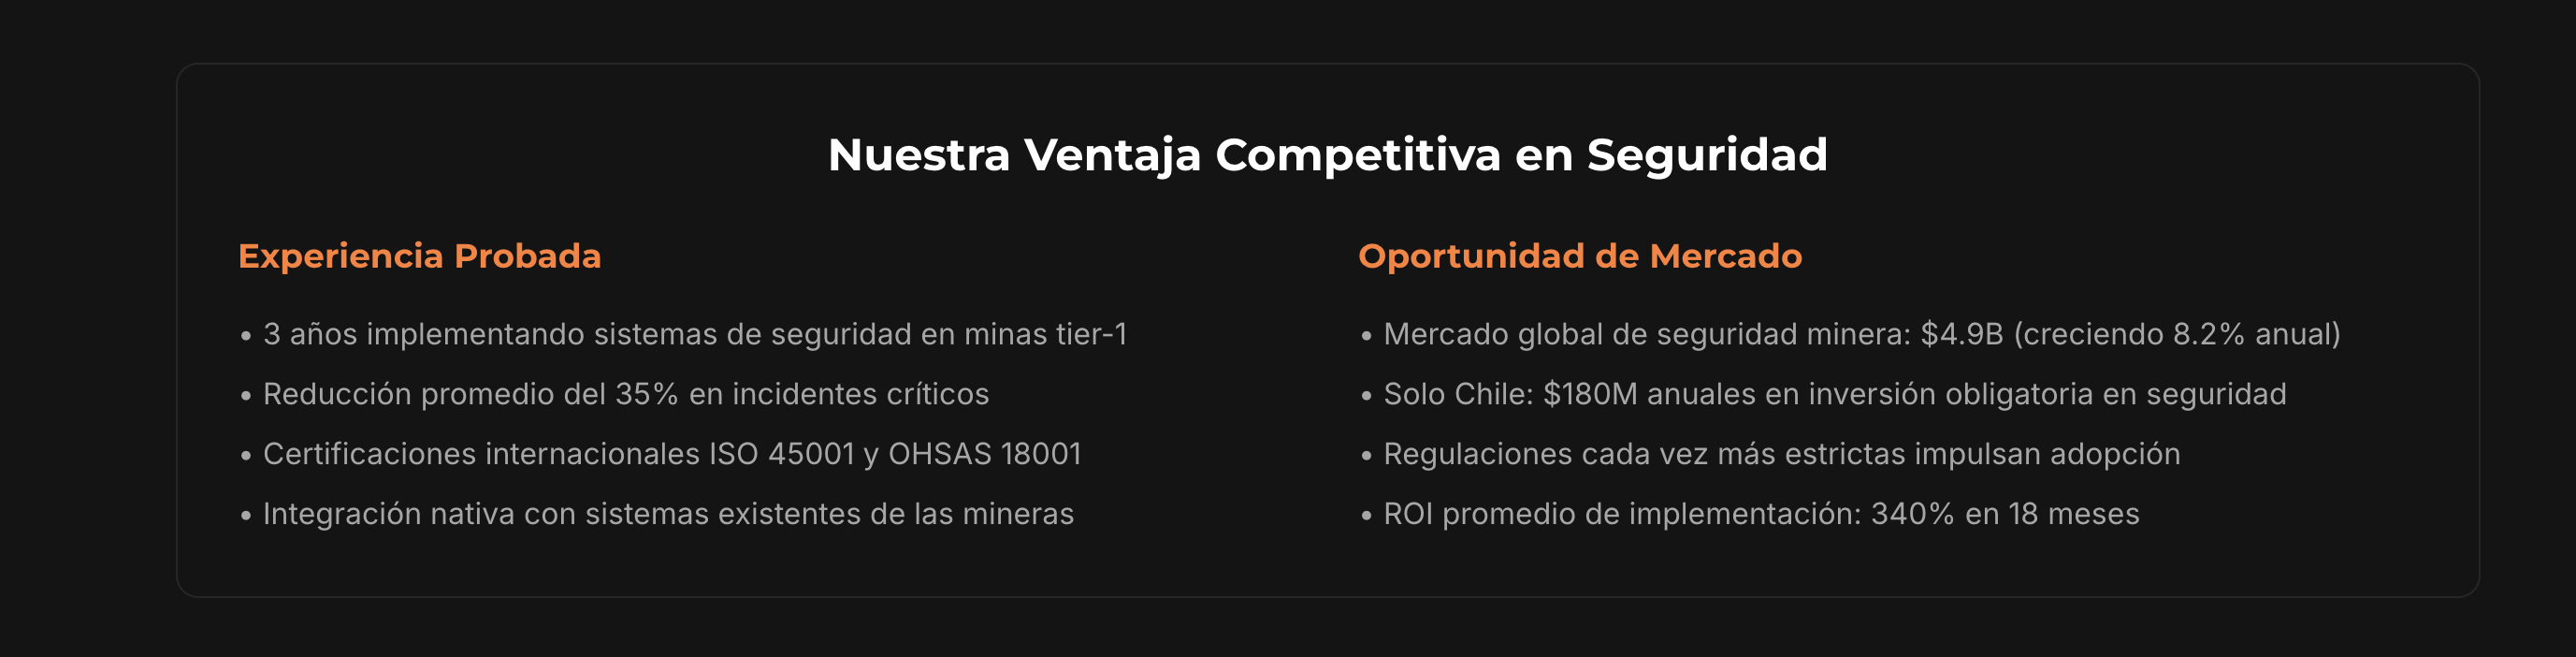 Nuestra Ventaja Competitiva en Seguridad
Experiencia Probada
• 3 años implementando sistemas de seguridad en minas tier-1
• Reducción promedio del 35% en incidentes críticos
• Certificaciones internacionales ISO 45001 y OHSAS 18001
• Integración nativa con sistemas existentes de las mineras
Oportunidad de Mercado
• Mercado global de seguridad minera: $4.9B (creciendo 8.2% anual)
• Solo Chile: $180M anuales en inversión obligatoria en seguridad
• Regulaciones cada vez más estrictas impulsan adopción
• ROI promedio de implementación: 340% en 18 meses